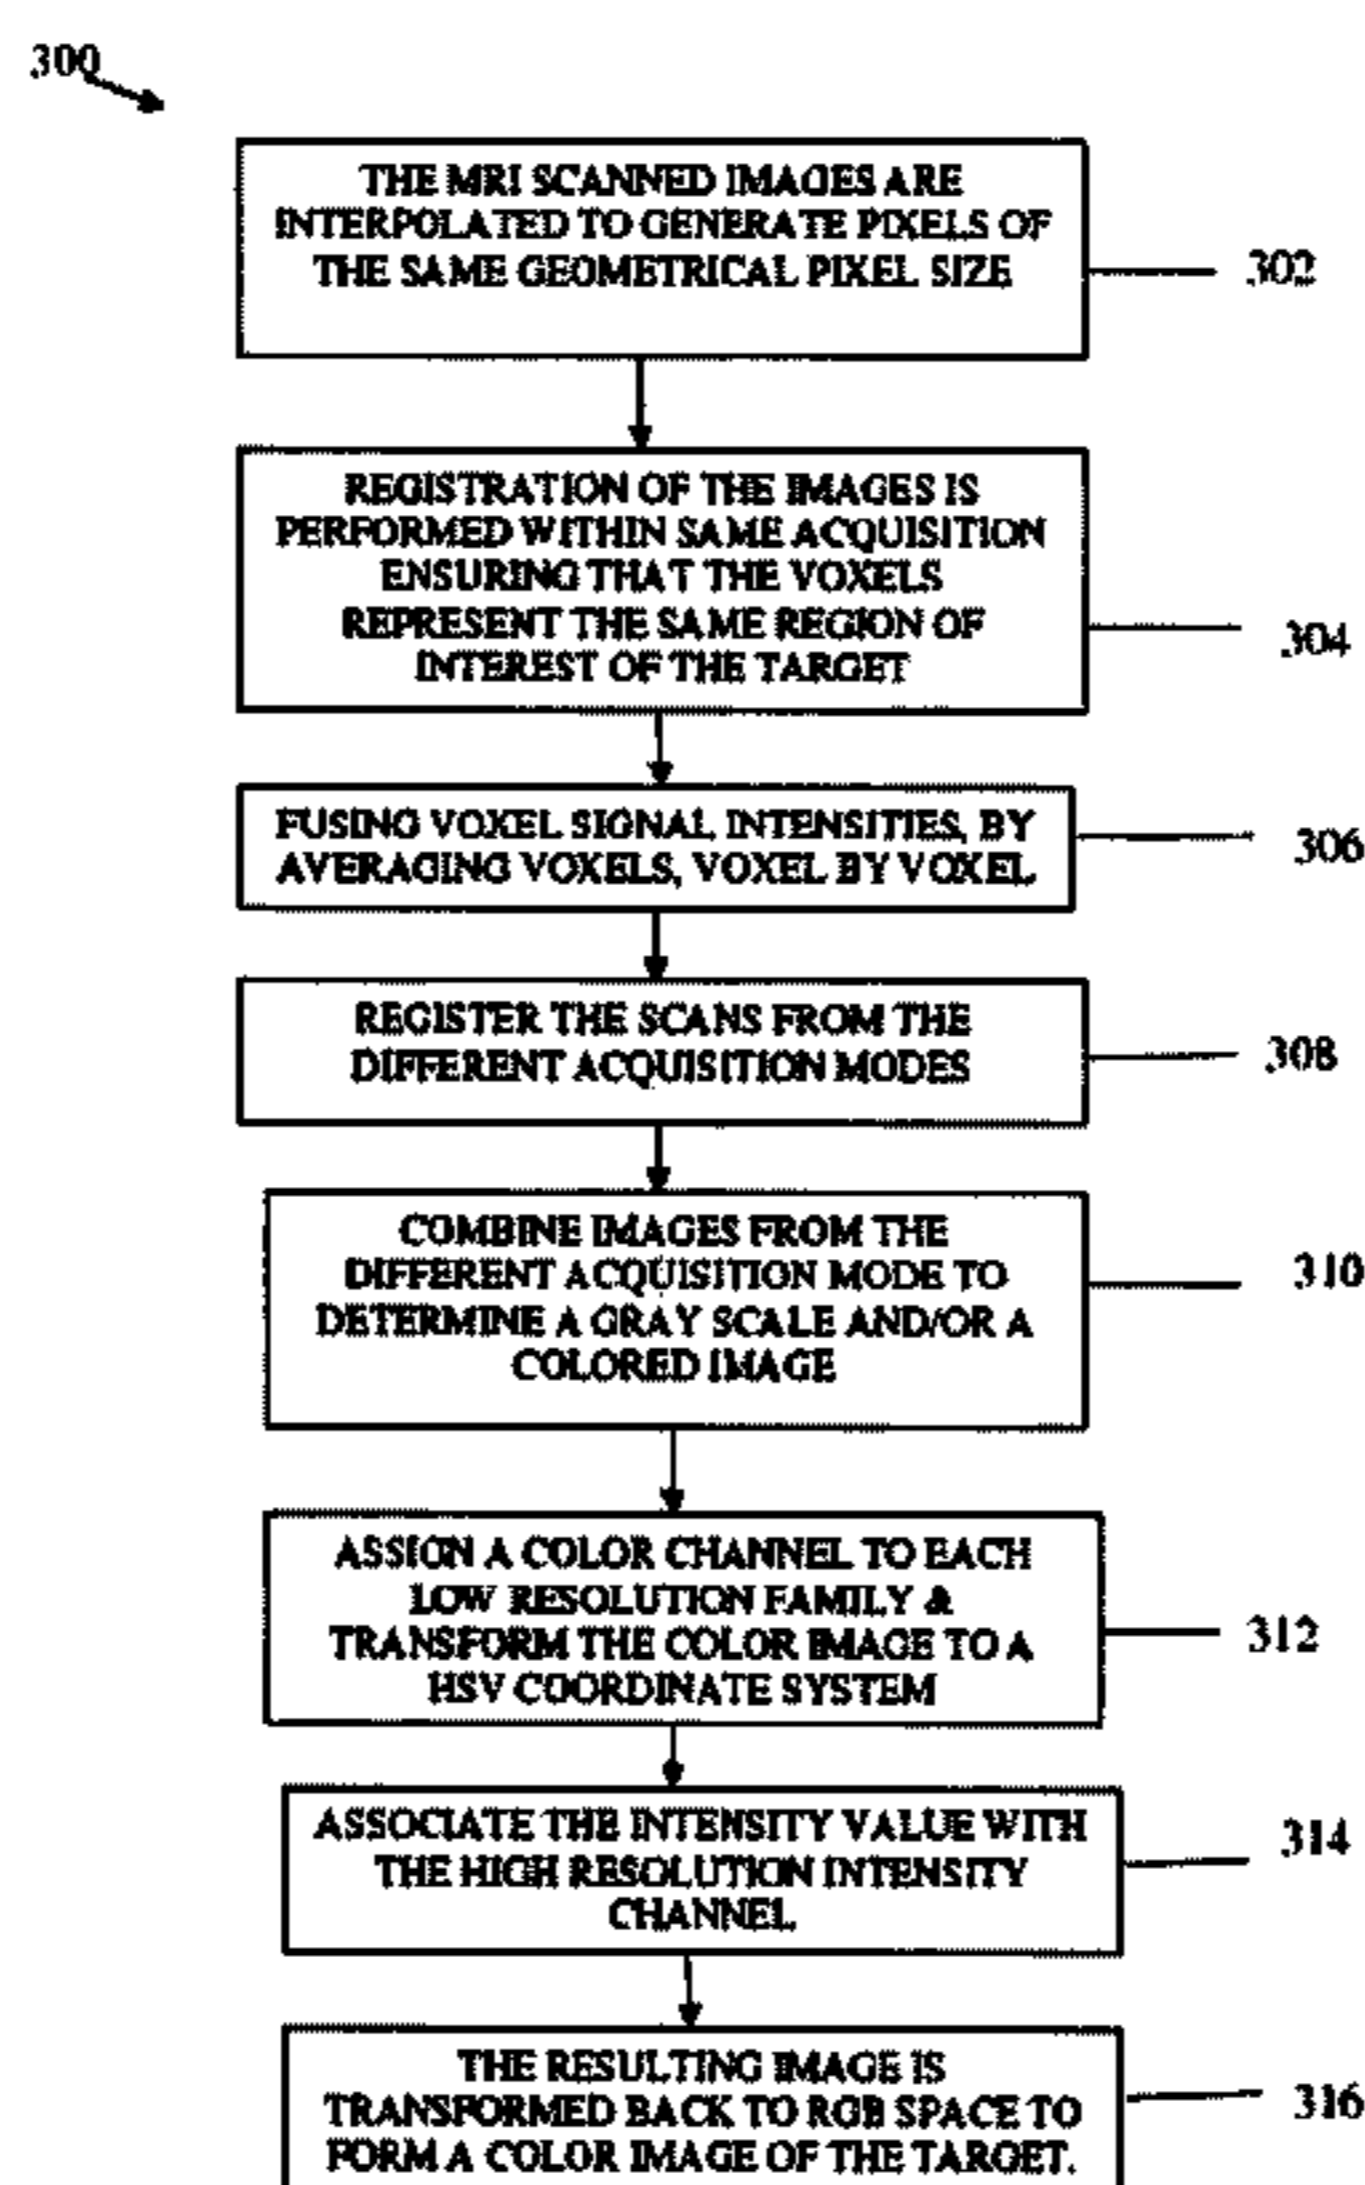 300
THE MRI SCANNED IMAGES ARE
INTERPOLATED TO GENERATE PIXELS OF
THE SAME GEOMETRICAL PIXEL SIZE
302
REGISTRATION OF THE IMAGES IS
PERFORMED WITHIN SAME ACQUISITION
ENSURING THAT THE VOXELS
REPRESENT THE SAME REGION OF
INTEREST OF THE TARGET
304
FUSING VOXEL SIGNAL INTENSITIES, BY
AVERAGING VOXELS, VOXEL BY VOXEL
306
REGISTER THE SCANS FROM THE
DIFFERENT ACQUISITION MODES
308
COMBINE IMAGES FROM THE
DIFFERENT ACQUISITION MODE TO
DETERMINE A GRAY SCALE AND/OR A
COLORED IMAGE
310
ASSIGN A COLOR CHANNEL TO EACH
LOW RESOLUTION FAMILY &
TRANSFORM THE COLOR IMAGE TO A
HSV COORDINATE SYSTEM
312
ASSOCIATE THE INTENSITY VALUE WITH
THE HIGH RESOLUTION INTENSITY
CHANNEL
314
THE RESULTING IMAGE IS
TRANSFORMED BACK TO RGB SPACE TO
FORM A COLOR IMAGE OF THE TARGET.
316